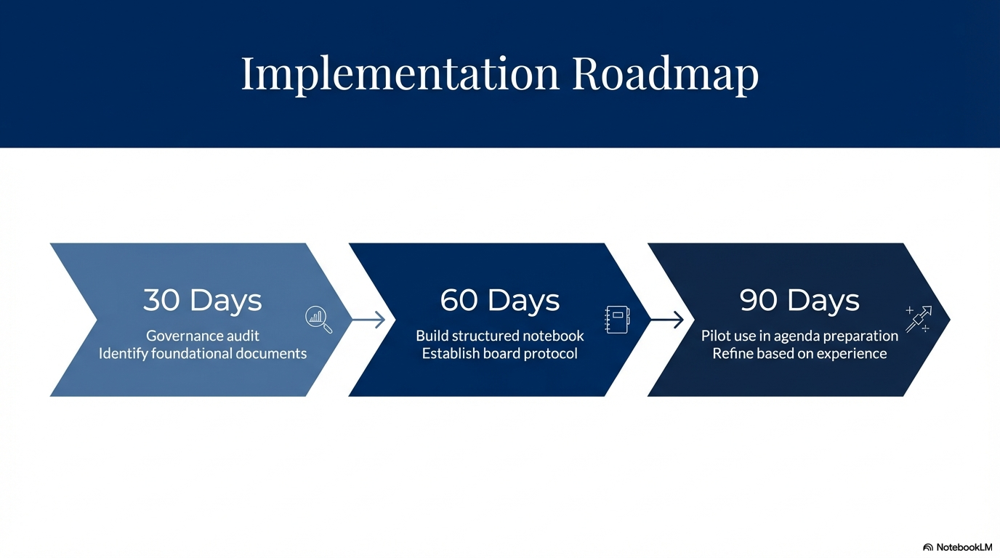 Implementation Roadmap
30 Days
Governance audit
Identify foundational documents
60 Days
Build structured notebook
Establish board protocol
90 Days
Pilot use in agenda preparation
Refine based on experience
NotebookLM